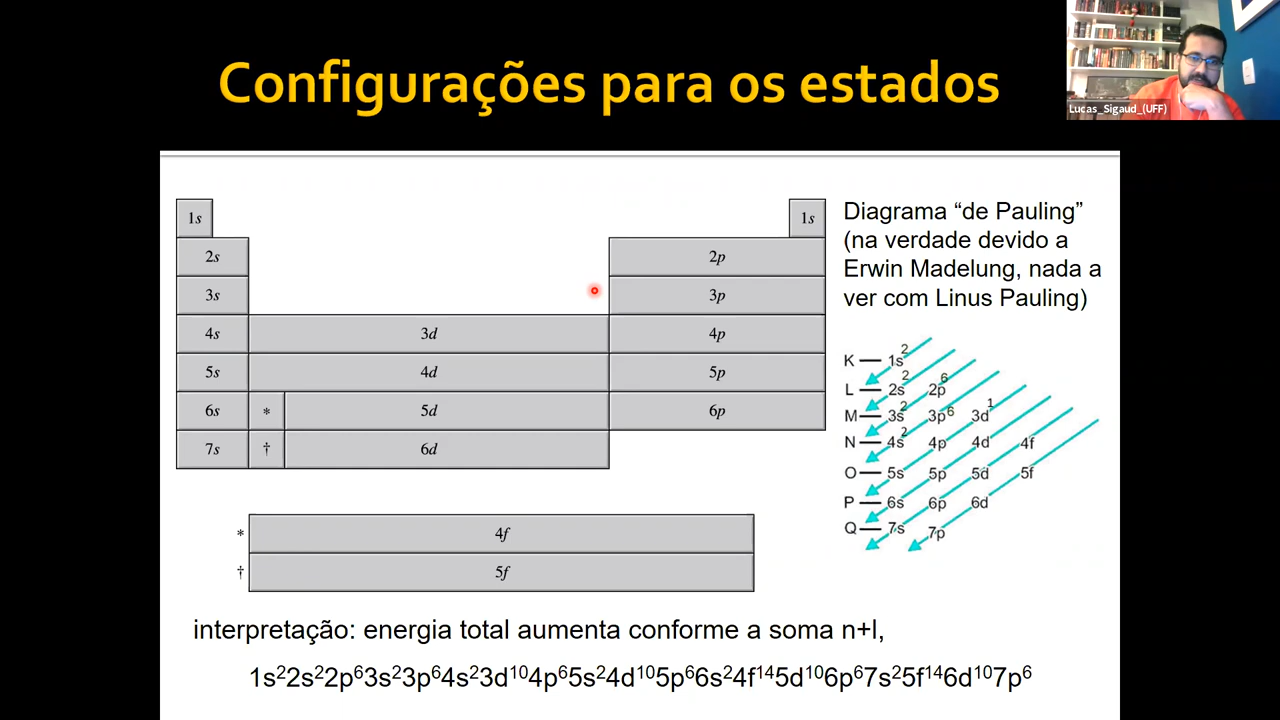 Configurações para os estados
Lucas_Sigaud_(UFF)
1s 1s
2s 2p
3s 3p
4s 3d 4p
5s 4d 5p
6s * 5d 6p
7s † 6d
* 4f
† 5f
Diagrama “de Pauling”
(na verdade devido a
Erwin Madelung, nada a
ver com Linus Pauling)
K 1s²
L 2s² 2p⁶
M 3s² 3p⁶ 3d¹
N 4s² 4p 4d 4f
O 5s 5p 5d 5f
P 6s 6p 6d
Q 7s 7p
interpretação: energia total aumenta conforme a soma n+l,
1s²2s²2p⁶3s²3p⁶4s²3d¹⁰4p⁶5s²4d¹⁰5p⁶6s²4f¹⁴5d¹⁰6p⁶7s²5f¹⁴6d¹⁰7p⁶